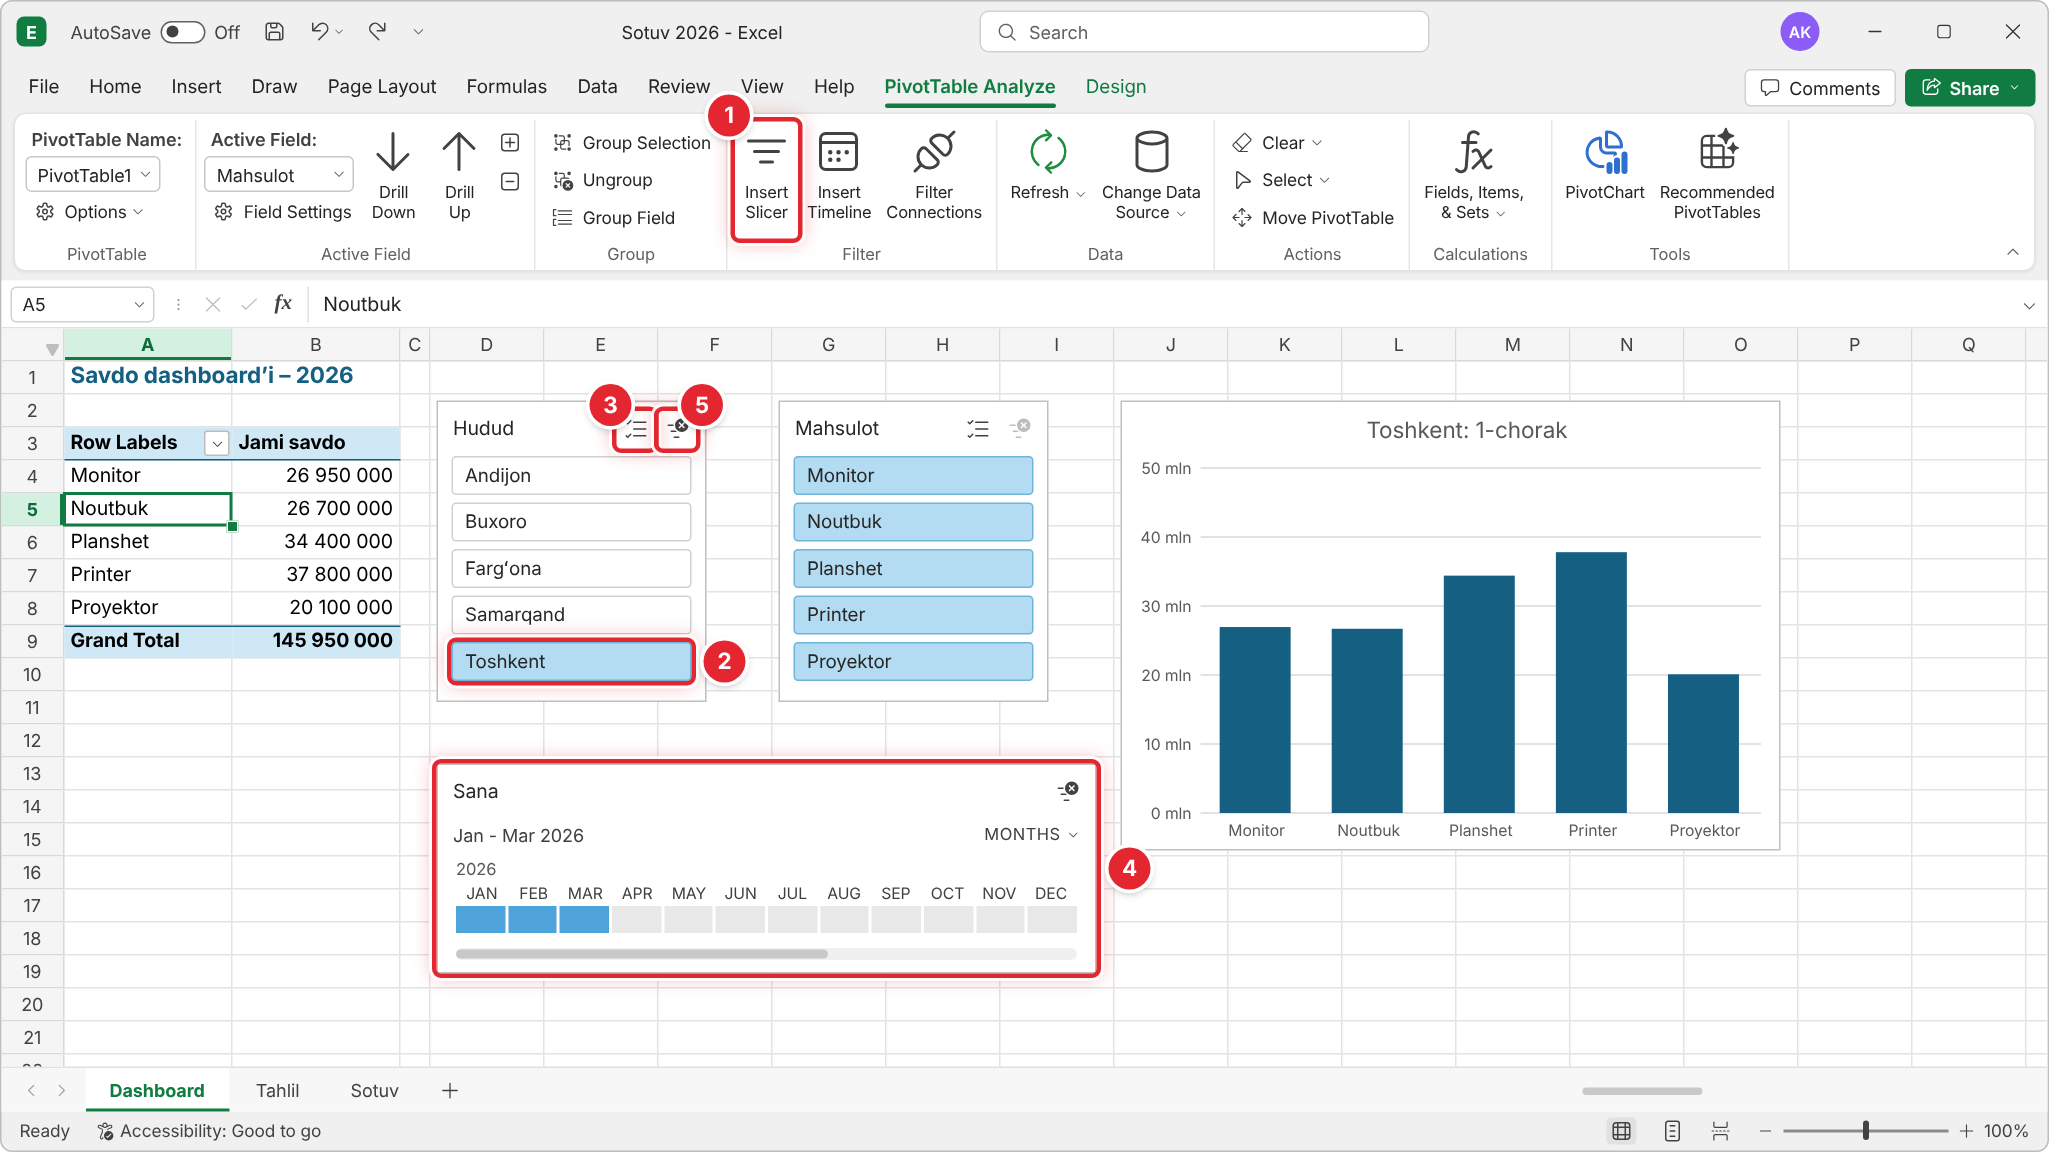 E AutoSave Off Sotuv 2026 - Excel Search AK
File Home Insert Draw Page Layout Formulas Data Review View Help PivotTable Analyze Design Comments Share
1
PivotTable Name:
PivotTable1
Options
PivotTable
Active Field:
Mahsulot
Field Settings
Drill Down
Drill Up
Active Field
Group Selection
Ungroup
Group Field
Group
Insert Slicer
Insert Timeline
Filter Connections
Filter
Refresh
Change Data Source
Data
Clear
Select
Move PivotTable
Actions
fx
Fields, Items, & Sets
Calculations
PivotChart
Recommended PivotTables
Tools
A5 fx Noutbuk
A B C D E F G H I J K L M N O P Q
1 Savdo dashboard’i – 2026
2
3 Row Labels Jami savdo
4 Monitor 26 950 000
5 Noutbuk 26 700 000
6 Planshet 34 400 000
7 Printer 37 800 000
8 Proyektor 20 100 000
9 Grand Total 145 950 000
10
11
12
13
14
15
16
17
18
19
20
21
3 5
Hudud
Andijon
Buxoro
Farg‘ona
Samarqand
Toshkent
2
Mahsulot
Monitor
Noutbuk
Planshet
Printer
Proyektor
Toshkent: 1-chorak
50 mln
40 mln
30 mln
20 mln
10 mln
0 mln
Monitor Noutbuk Planshet Printer Proyektor
Sana
Jan - Mar 2026 MONTHS
4
2026
JAN FEB MAR APR MAY JUN JUL AUG SEP OCT NOV DEC
Dashboard Tahlil Sotuv
Ready Accessibility: Good to go 100%